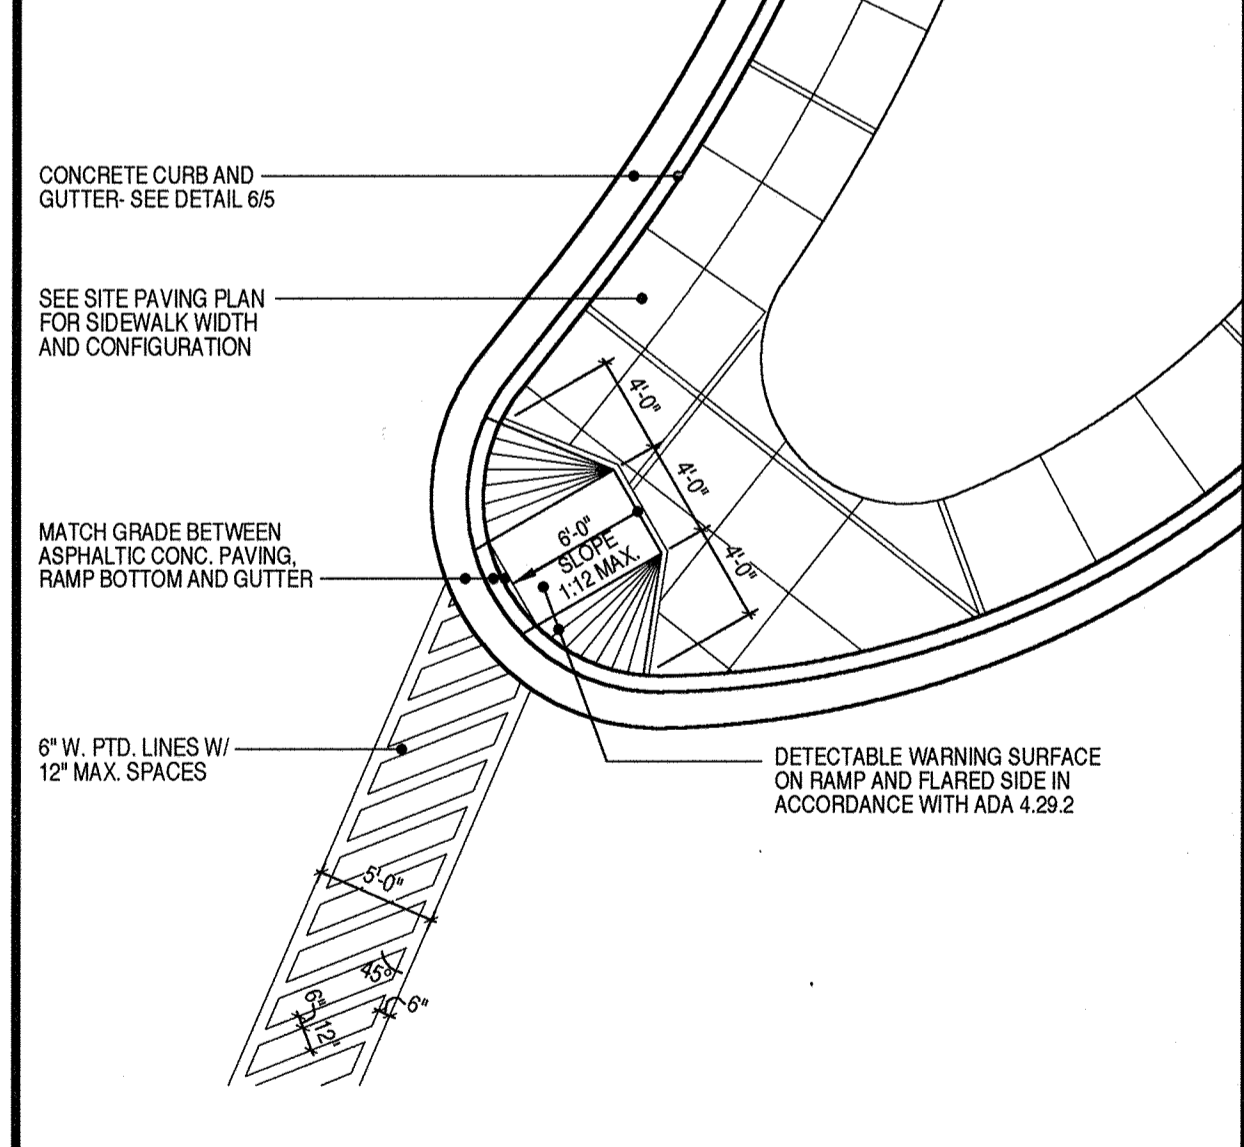 CONCRETE CURB AND
GUTTER- SEE DETAIL 6/5
SEE SITE PAVING PLAN
FOR SIDEWALK WIDTH
AND CONFIGURATION
4'-0"
4'-0"
4'-0"
6'-0"
SLOPE
1:12 MAX.
MATCH GRADE BETWEEN
ASPHALTIC CONC. PAVING,
RAMP BOTTOM AND GUTTER
6" W. PTD. LINES W/
12" MAX. SPACES
DETECTABLE WARNING SURFACE
ON RAMP AND FLARED SIDE IN
ACCORDANCE WITH ADA 4.29.2
5'-0"
45°
6"
6"
12"